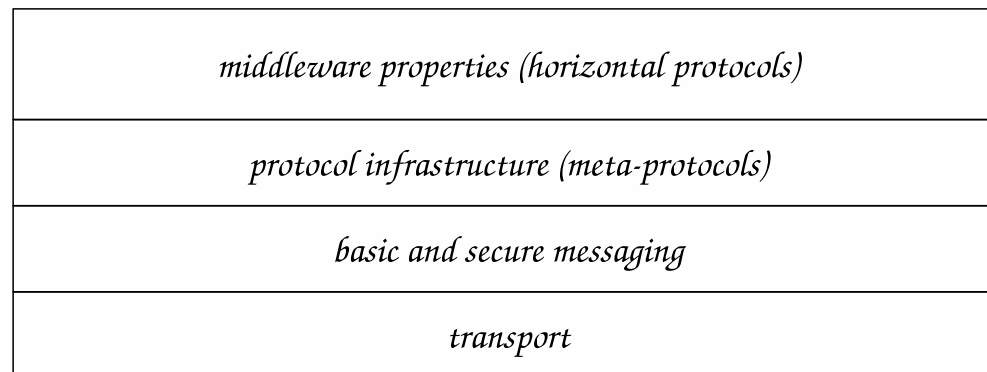 middleware properties (horizontal protocols)
protocol infrastructure (meta-protocols)
basic and secure messaging
transport